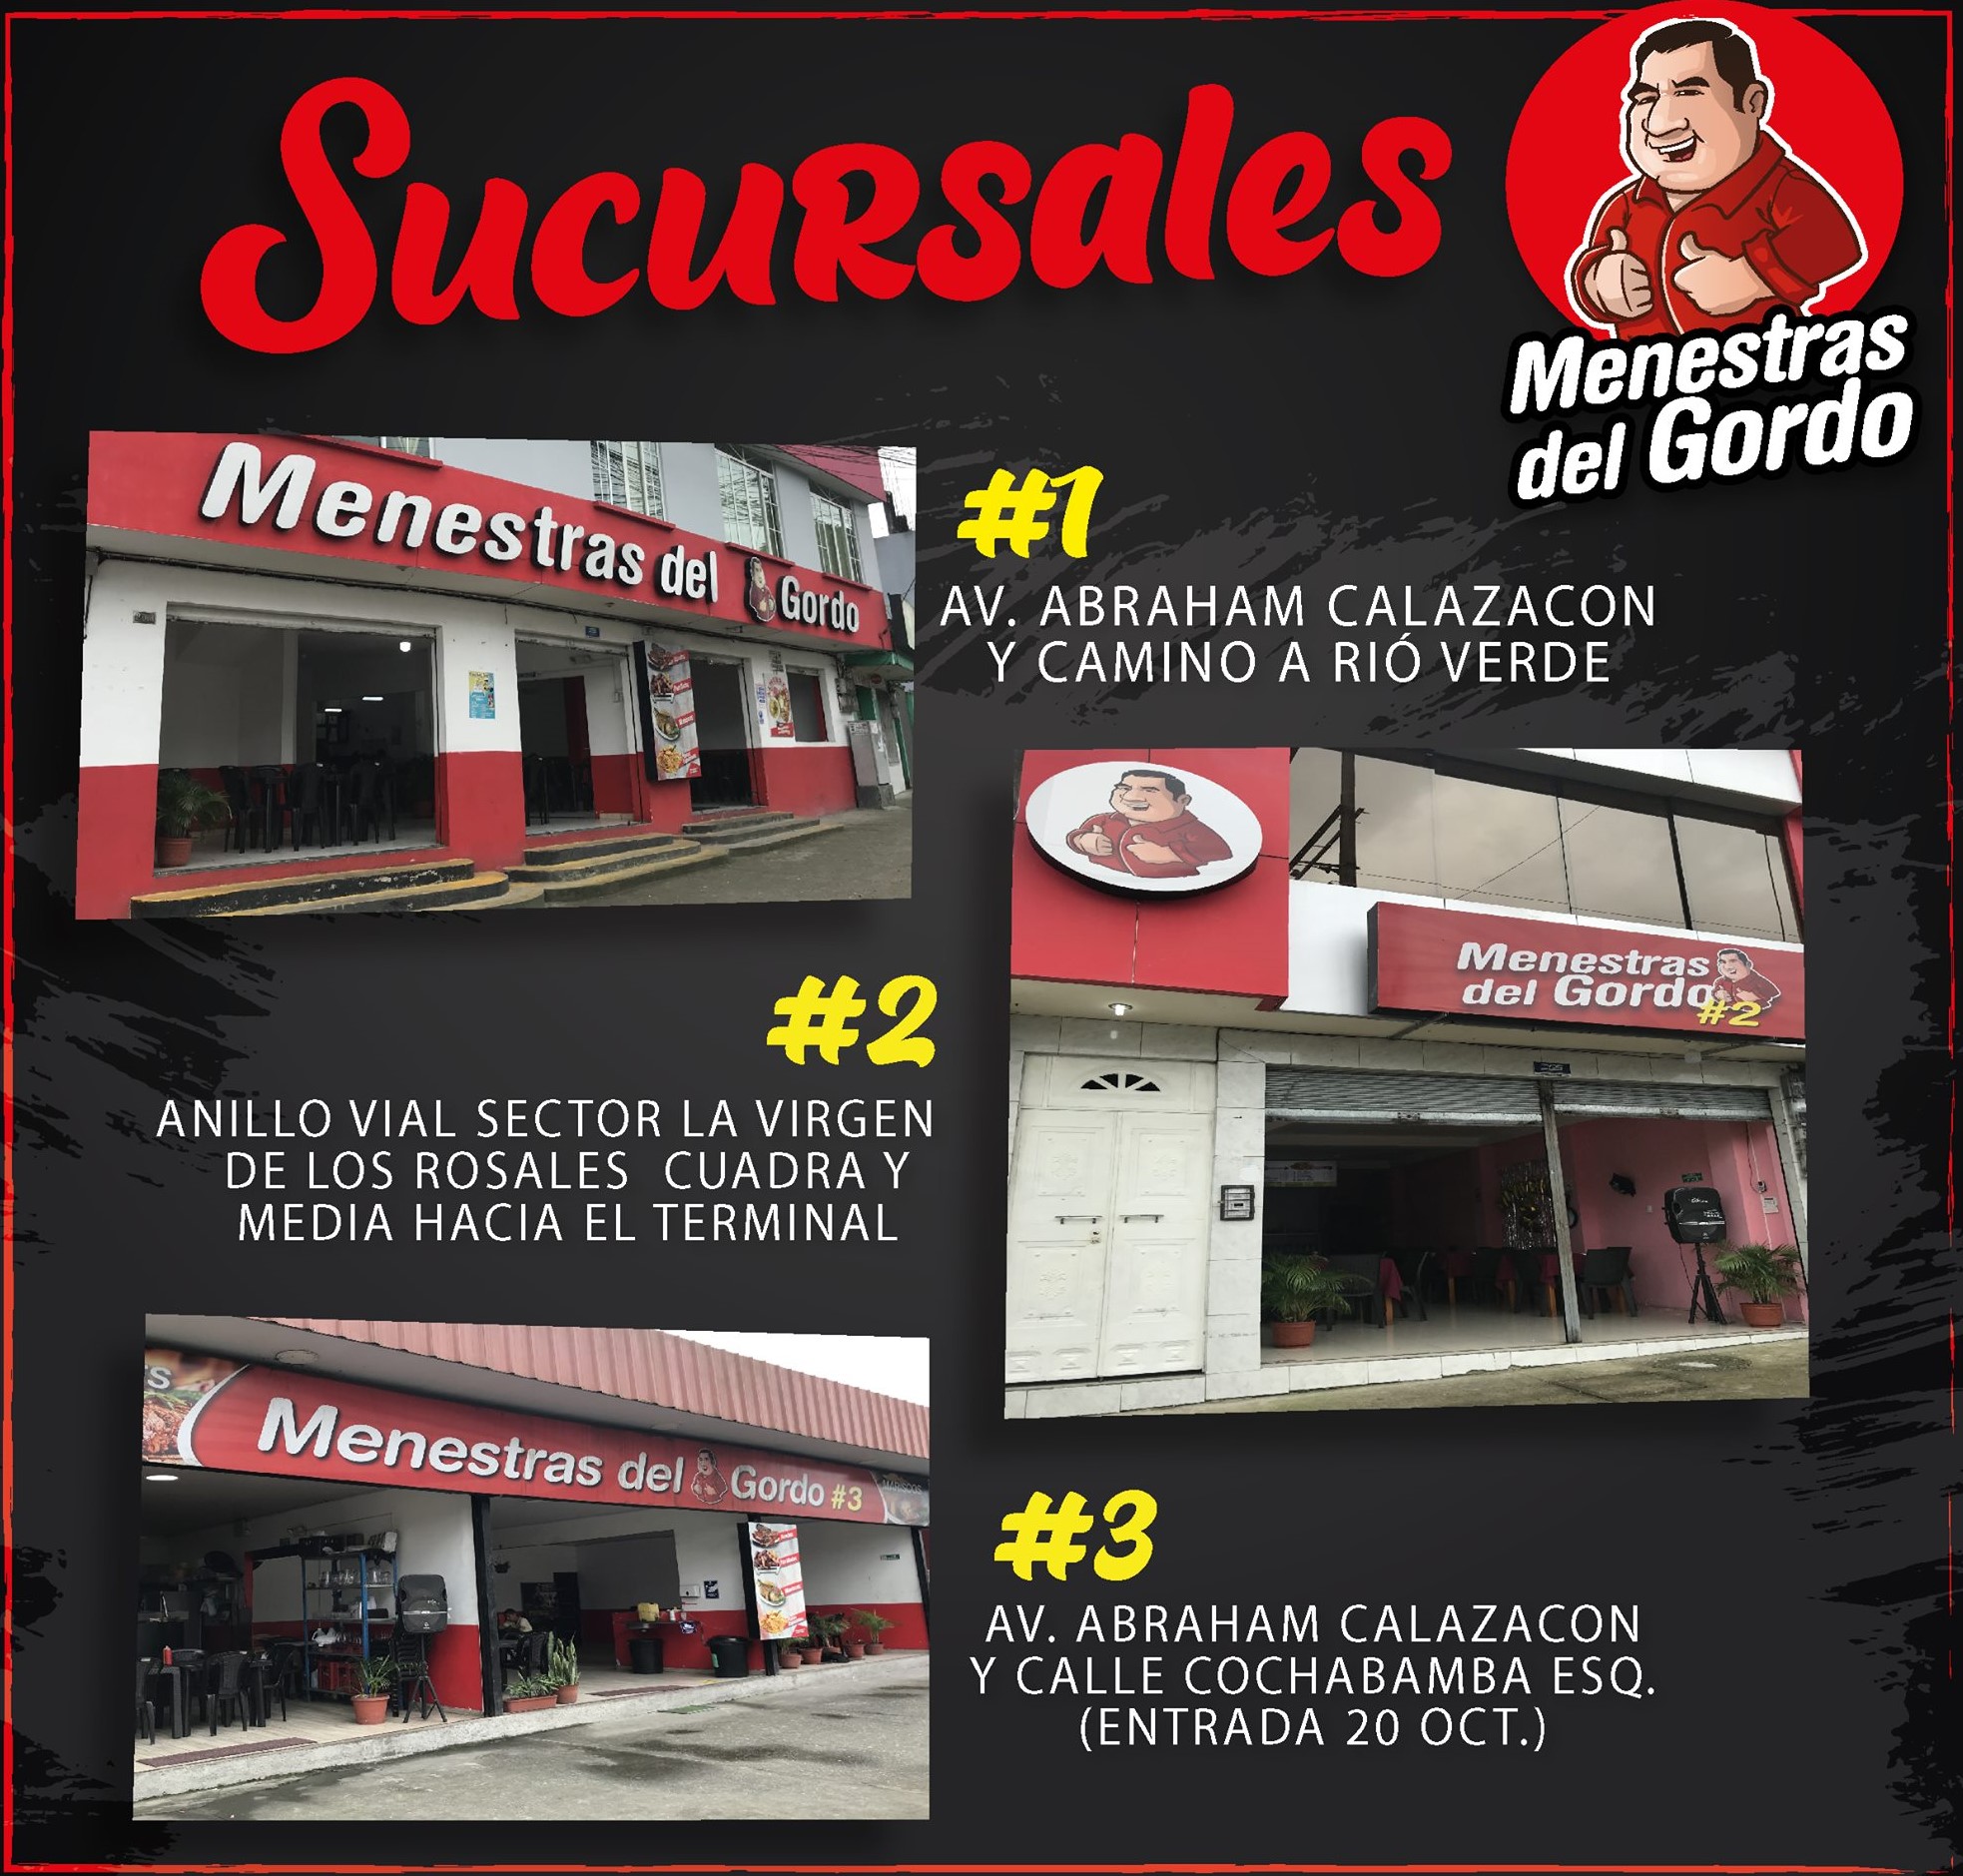 Sucursales
Menestras
del Gordo
Menestras del Gordo
#1
AV. ABRAHAM CALAZACON
Y CAMINO A RIÓ VERDE
Menestras
del Gordo
#2
#2
ANILLO VIAL SECTOR LA VIRGEN
DE LOS ROSALES CUADRA Y
MEDIA HACIA EL TERMINAL
Menestras del Gordo #3
MARISCOS
#3
AV. ABRAHAM CALAZACON
Y CALLE COCHABAMBA ESQ.
(ENTRADA 20 OCT.)